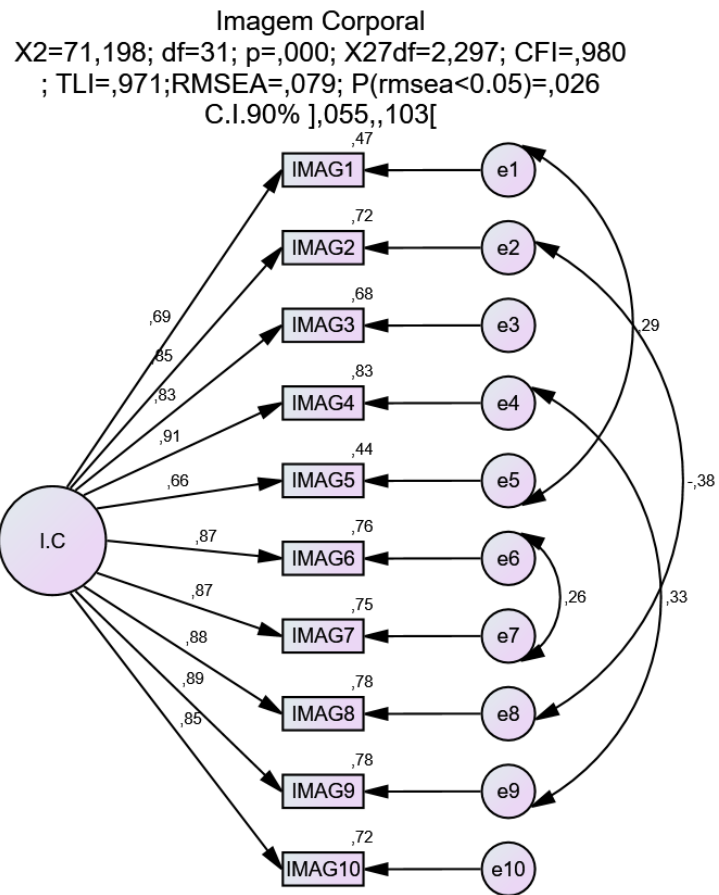 Imagem Corporal
X2=71,198; df=31; p=,000; X27df=2,297; CFI=,980
; TLI=,971;RMSEA=,079; P(rmsea<0.05)=,026
C.I.90% ],055,,103[
,47
IMAG1
e1
,72
IMAG2
e2
,68
IMAG3
e3
,69
,29
,85
,83
IMAG4
e4
,83
,91
,44
IMAG5
e5
,66
-,38
I.C
,87
,76
IMAG6
e6
,87
,26
,33
,75
IMAG7
e7
,88
,78
IMAG8
e8
,89
,85
,78
IMAG9
e9
,72
IMAG10
e10